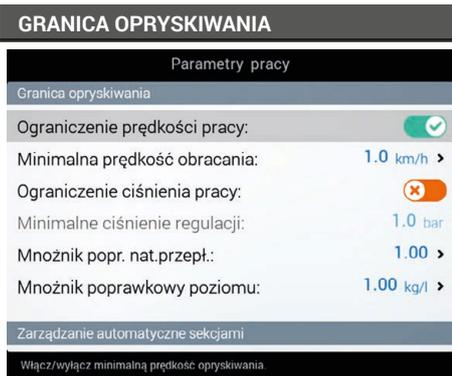 GRANICA OPRYSKIWANIA
Parametry pracy
Granica opryskiwania
Ograniczenie prędkości pracy:
Minimalna prędkość obracania: 1.0 km/h >
Ograniczenie ciśnienia pracy:
Minimalne ciśnienie regulacji: 1.0 bar
Mnożnik popr. nat.przepł.: 1.00 >
Mnożnik poprawkowy poziomu: 1.00 kg/l >
Zarządzanie automatyczne sekcjami
Włącz/wyłącz minimalną prędkość opryskiwania.